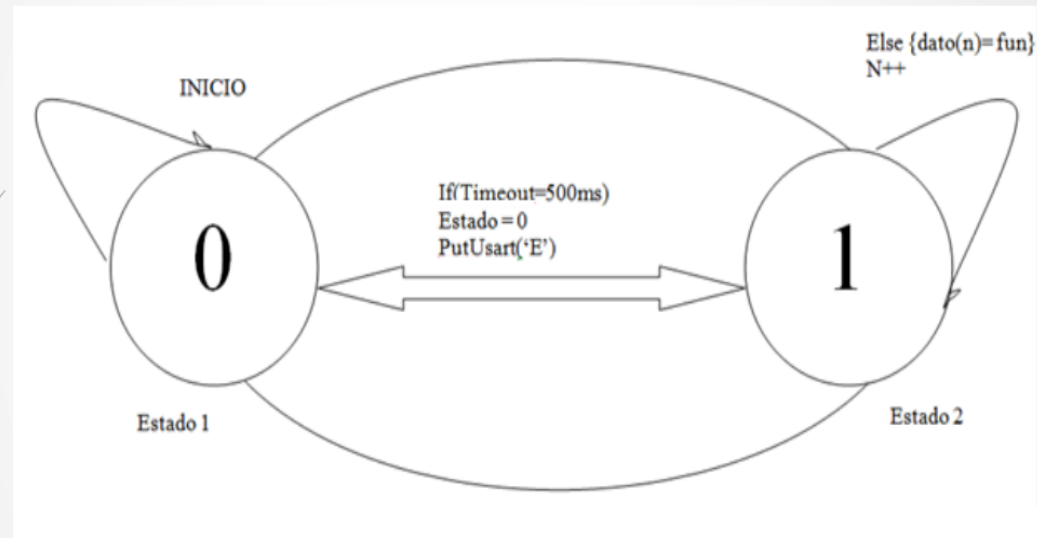 Else {dato(n)=fun}
N++
INICIO
If(Timeout=500ms)
Estado=0
PutUsart(‘E’)
0
1
Estado 1
Estado 2